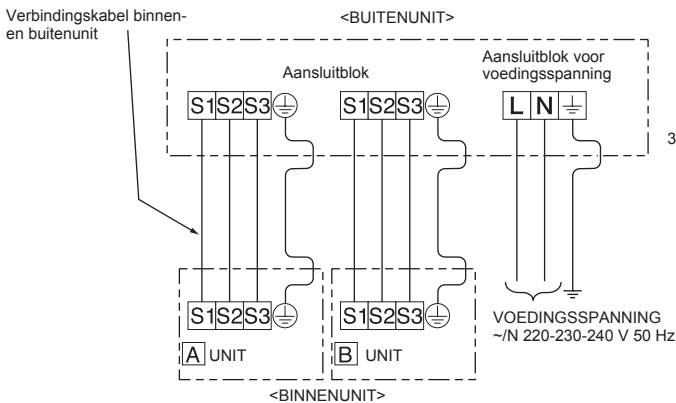 Verbindingskabel binnen-
en buitenunit
<BUITENUNIT>
Aansluitblok
Aansluitblok voor
voedingsspanning
S1 S2 S3
S1 S2 S3
L N
3
S1 S2 S3
S1 S2 S3
A UNIT
B UNIT
VOEDINGSSPANNING
~/N 220-230-240 V 50 Hz
<BINNENUNIT>